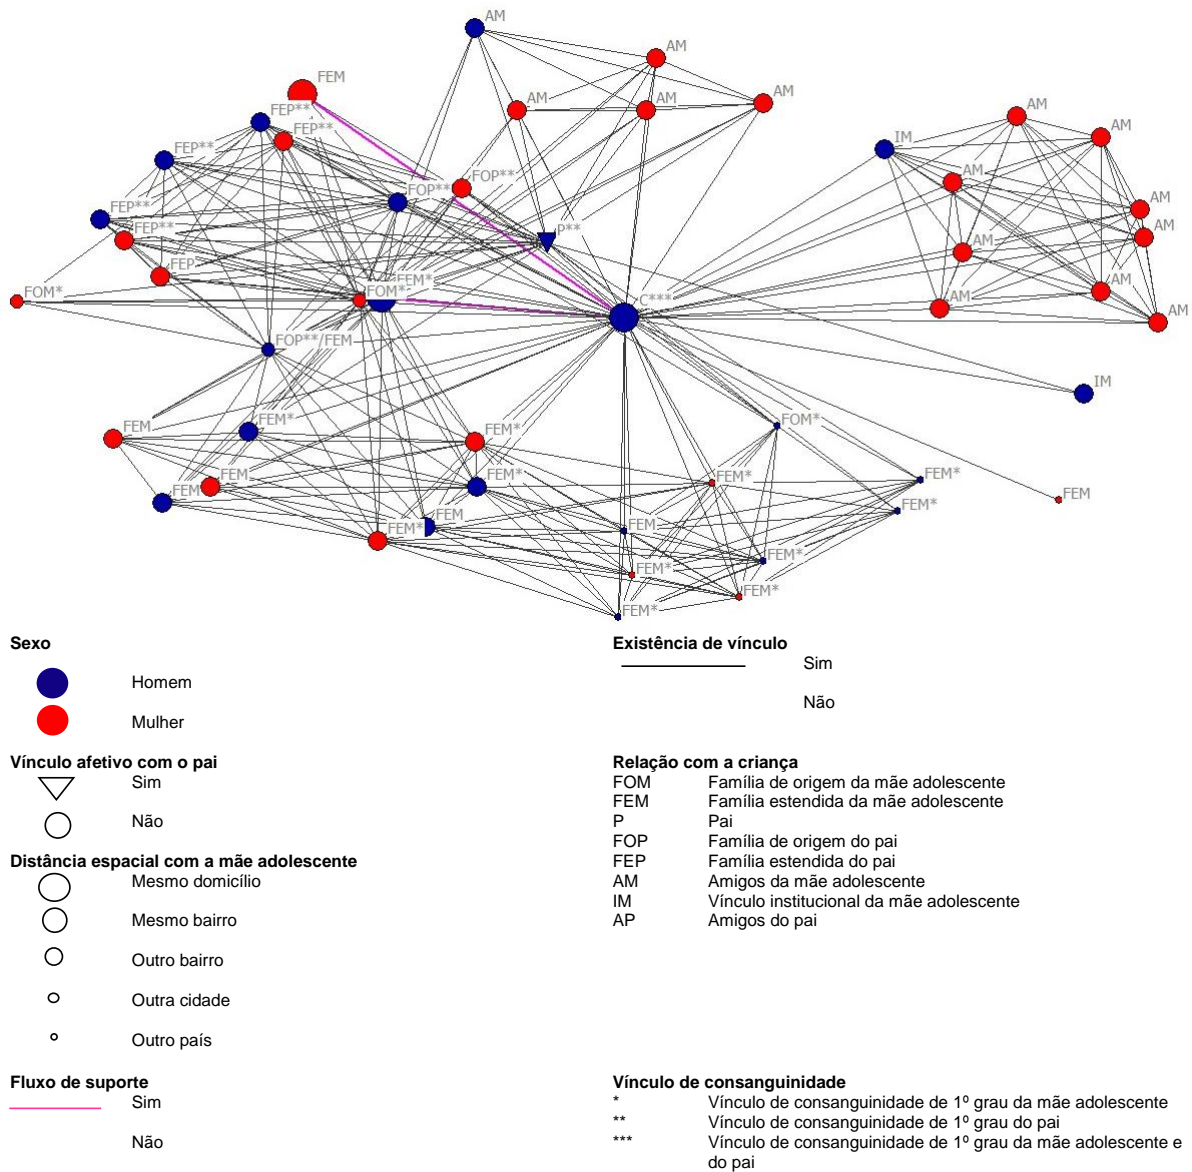 AM
AM
FEM
AM
AM
AM
AM
FEP**
FEP**
AM
IM
FEP**
FOP**
FOP**
AM
FEP**
AM
P**
AM
FEP**
AM
FEP
FEM*
AM
FOM*
FOM*
C***
AM
AM
FOP**/FEM
IM
FEM
FEM*
FEM*
FOM*
FEM
FEM*
FEM*
FEM*
FEM
FEM
FEM*
FEM
FEM*
FEM*
FEM*
FEM*
FEM*
FEM
Sexo
Homem
Mulher
Existência de vínculo
Sim
Não
Vínculo afetivo com o pai
Sim
Não
Distância espacial com a mãe adolescente
Mesmo domicílio
Mesmo bairro
Outro bairro
Outra cidade
Outro país
Relação com a criança
FOM Família de origem da mãe adolescente
FEM Família estendida da mãe adolescente
P Pai
FOP Família de origem do pai
FEP Família estendida do pai
AM Amigos da mãe adolescente
IM Vínculo institucional da mãe adolescente
AP Amigos do pai
Fluxo de suporte
Sim
Não
Vínculo de consanguinidade
* Vínculo de consanguinidade de 1º grau da mãe adolescente
** Vínculo de consanguinidade de 1º grau do pai
*** Vínculo de consanguinidade de 1º grau da mãe adolescente e
do pai